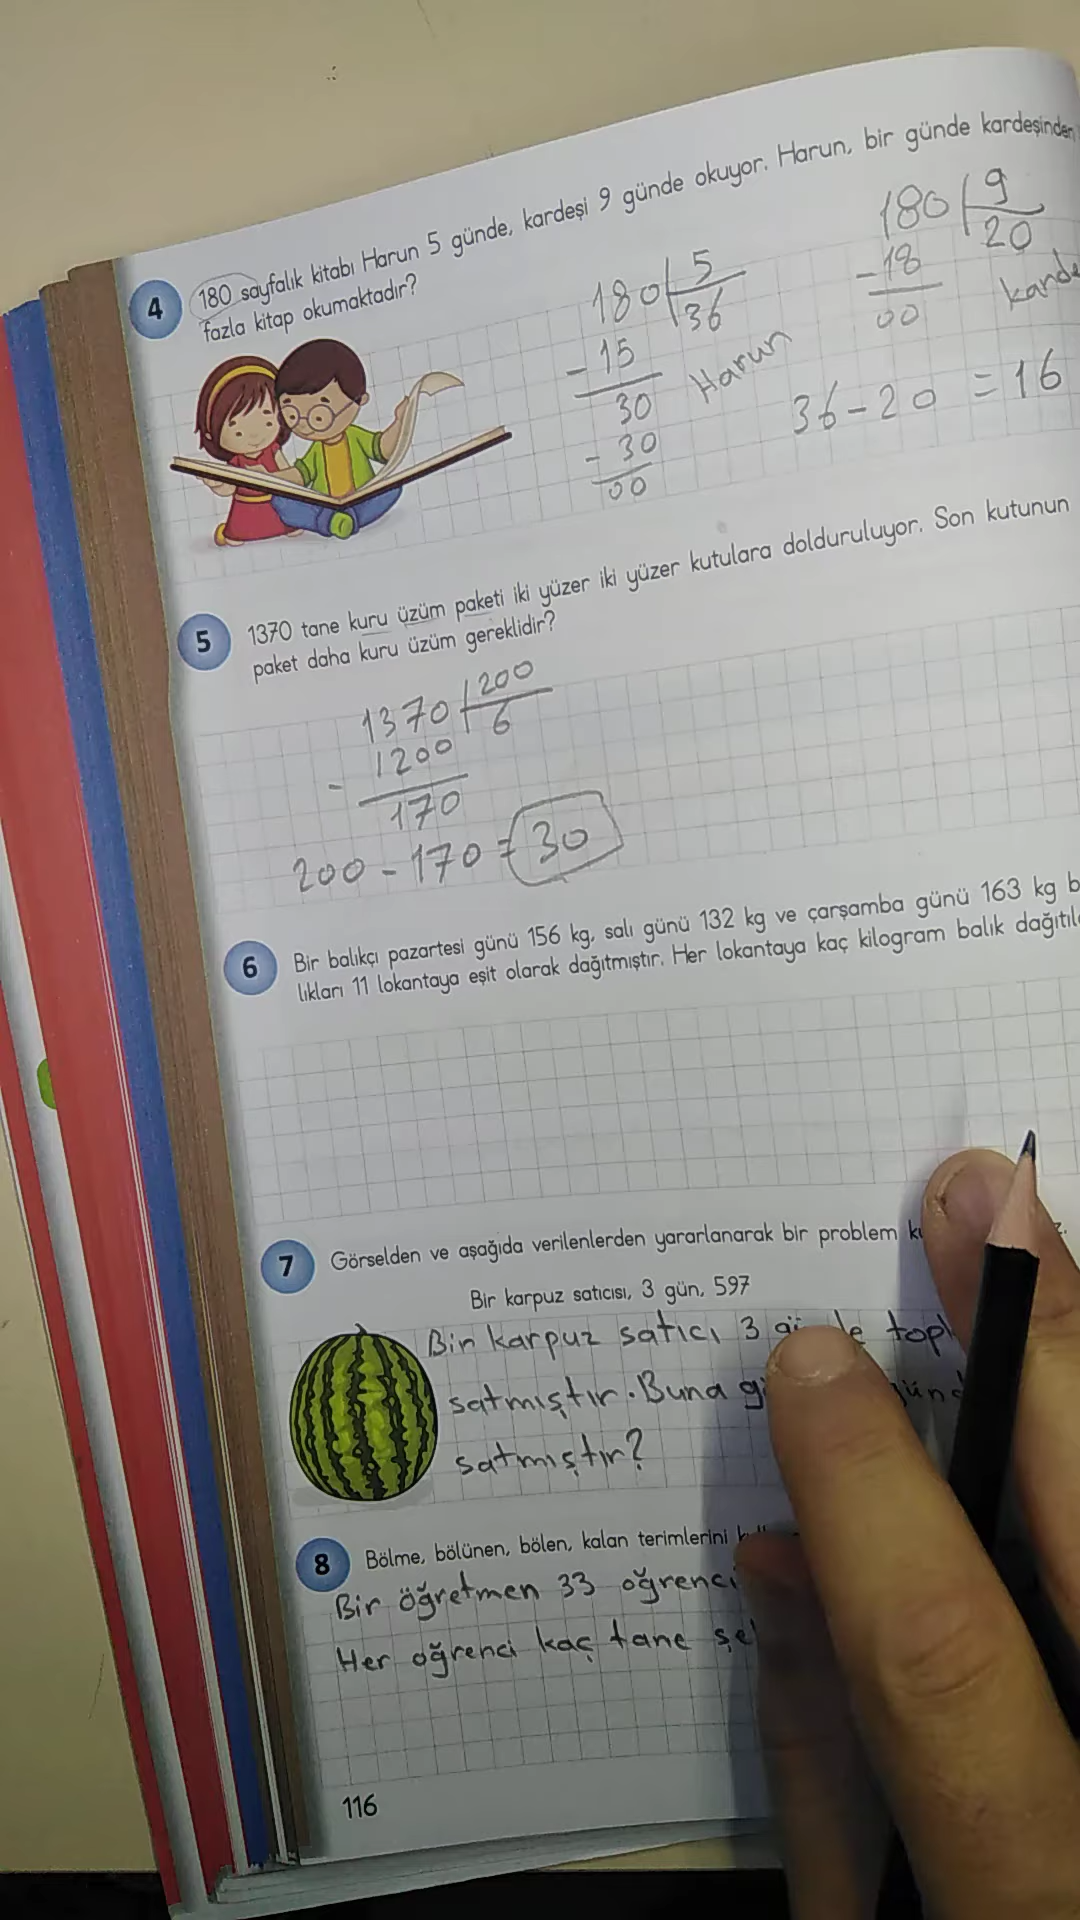 4 180 sayfalık kitabı Harun 5 günde, kardeşi 9 günde okuyor. Harun, bir günde kardeşinden
fazla kitap okumaktadır?
180 5
36
- 15
30
- 30
00
Harun
180 9
20
- 18
00
36 - 20 = 16
5 1370 tane kuru üzüm paketi iki yüzer iki yüzer kutulara dolduruluyor. Son kutunun
paket daha kuru üzüm gereklidir?
1370 200
6
- 1200
170
200 - 170 = 30
6 Bir balıkçı pazartesi günü 156 kg, salı günü 132 kg ve çarşamba günü 163 kg
lıkları 11 lokantaya eşit olarak dağıtmıştır. Her lokantaya kaç kilogram balık
7 Görselden ve aşağıda verilenlerden yararlanarak bir problem
Bir karpuz satıcısı, 3 gün, 597
Bir karpuz satıcı 3
satmıştır. Buna
satmıştır?
8 Bölme, bölünen, bölen, kalan terimlerini
Bir öğretmen 33
Her öğrenci kaç tane
116